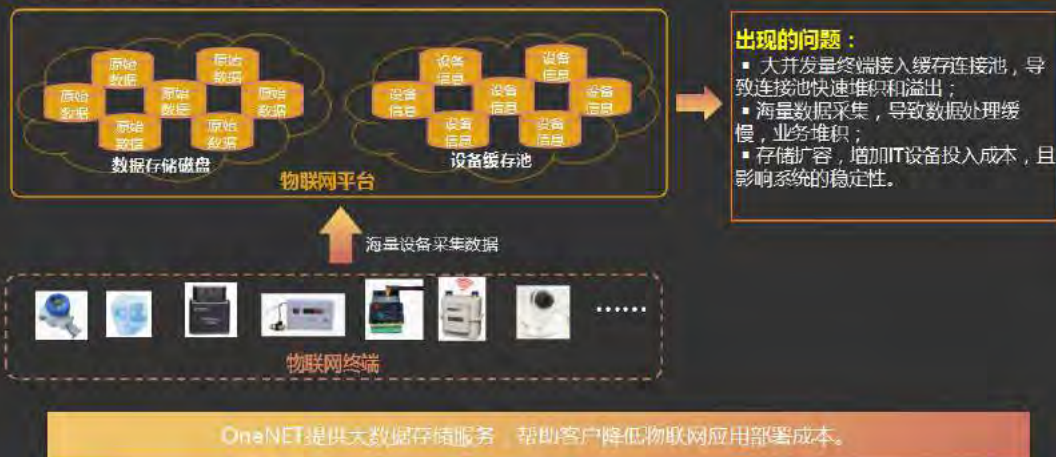 原始数据
原始数据
原始数据
原始数据
原始数据
原始数据
原始数据
数据存储磁盘
设备信息
设备信息
设备信息
设备信息
设备信息
设备信息
设备信息
设备缓存池
物联网平台
出现的问题：
▪ 大并发量终端接入缓存连接池，导
致连接池快速堆积和溢出；
▪ 海量数据采集，导致数据处理缓
慢，业务堆积；
▪ 存储扩容，增加IT设备投入成本，且
影响系统的稳定性。
海量设备采集数据
······
物联网终端
OneNET提供大数据存储服务 帮助客户降低物联网应用部署成本。